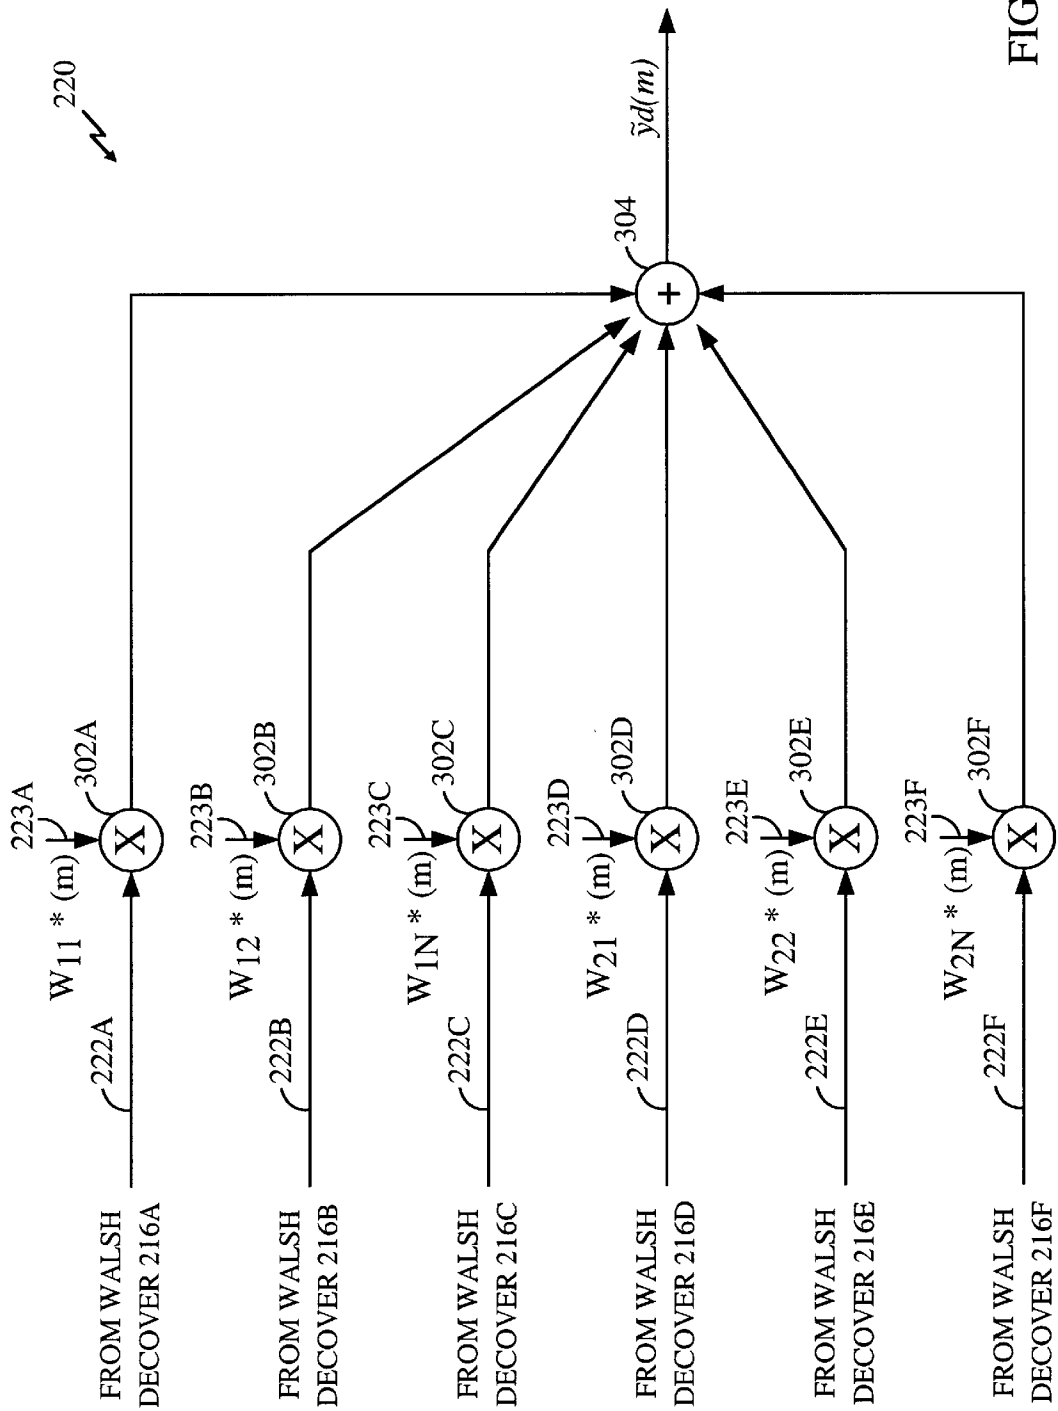 220
223A
W11 * (m)
302A
222A
FROM WALSH
DECOVER 216A
223B
W12 * (m)
302B
222B
FROM WALSH
DECOVER 216B
223C
W1N * (m)
302C
222C
FROM WALSH
DECOVER 216C
223D
W21 * (m)
302D
222D
FROM WALSH
DECOVER 216D
223E
W22 * (m)
302E
222E
FROM WALSH
DECOVER 216E
223F
W2N * (m)
302F
222F
FROM WALSH
DECOVER 216F
X
X
X
X
X
X
+
304
ỹd(m)
FIG